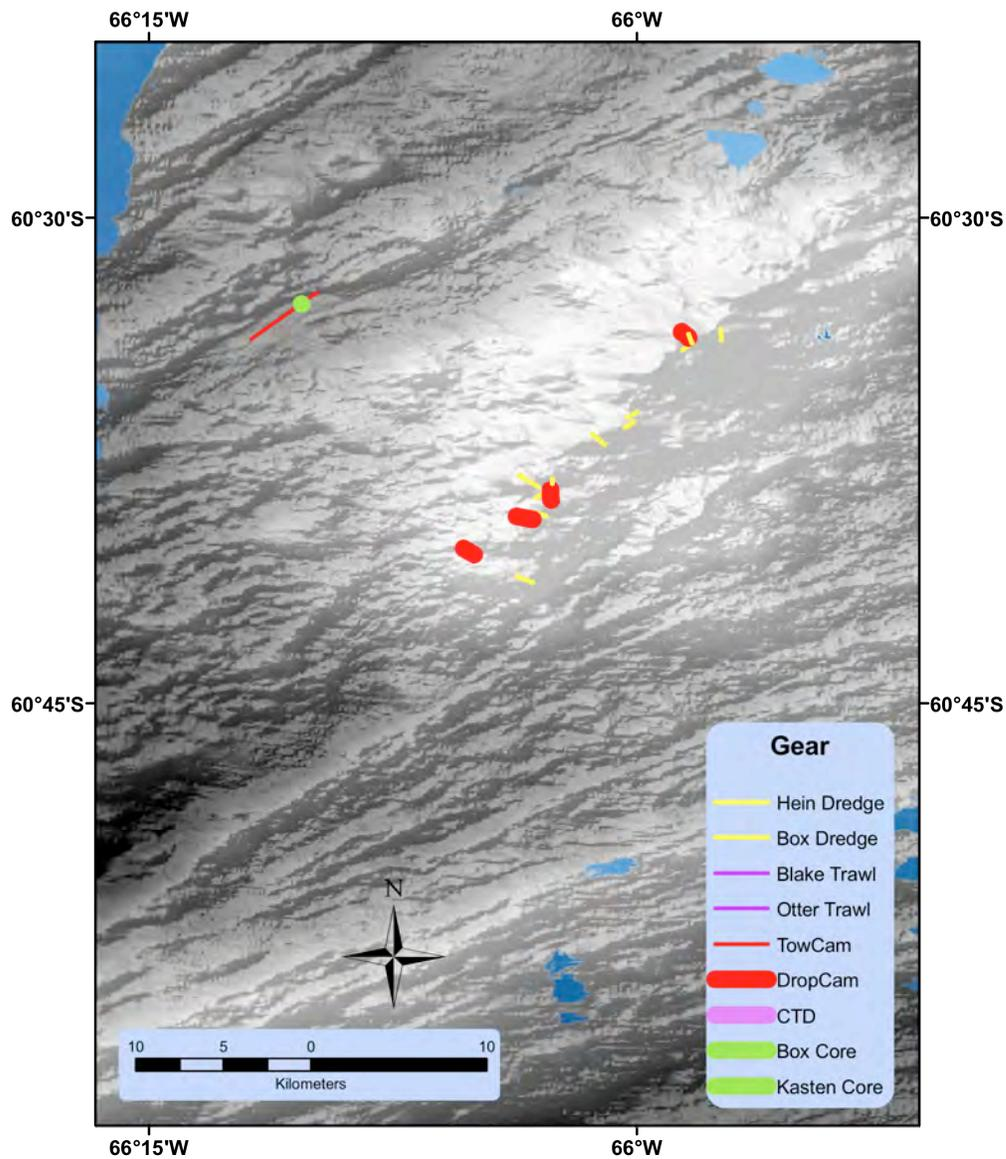 66°15'W 66°W
60°30'S 60°30'S
60°45'S 60°45'S
Gear
Hein Dredge
Box Dredge
Blake Trawl
Otter Trawl
TowCam
DropCam
CTD
Box Core
Kasten Core
N
10 5 0 10
Kilometers
66°15'W 66°W